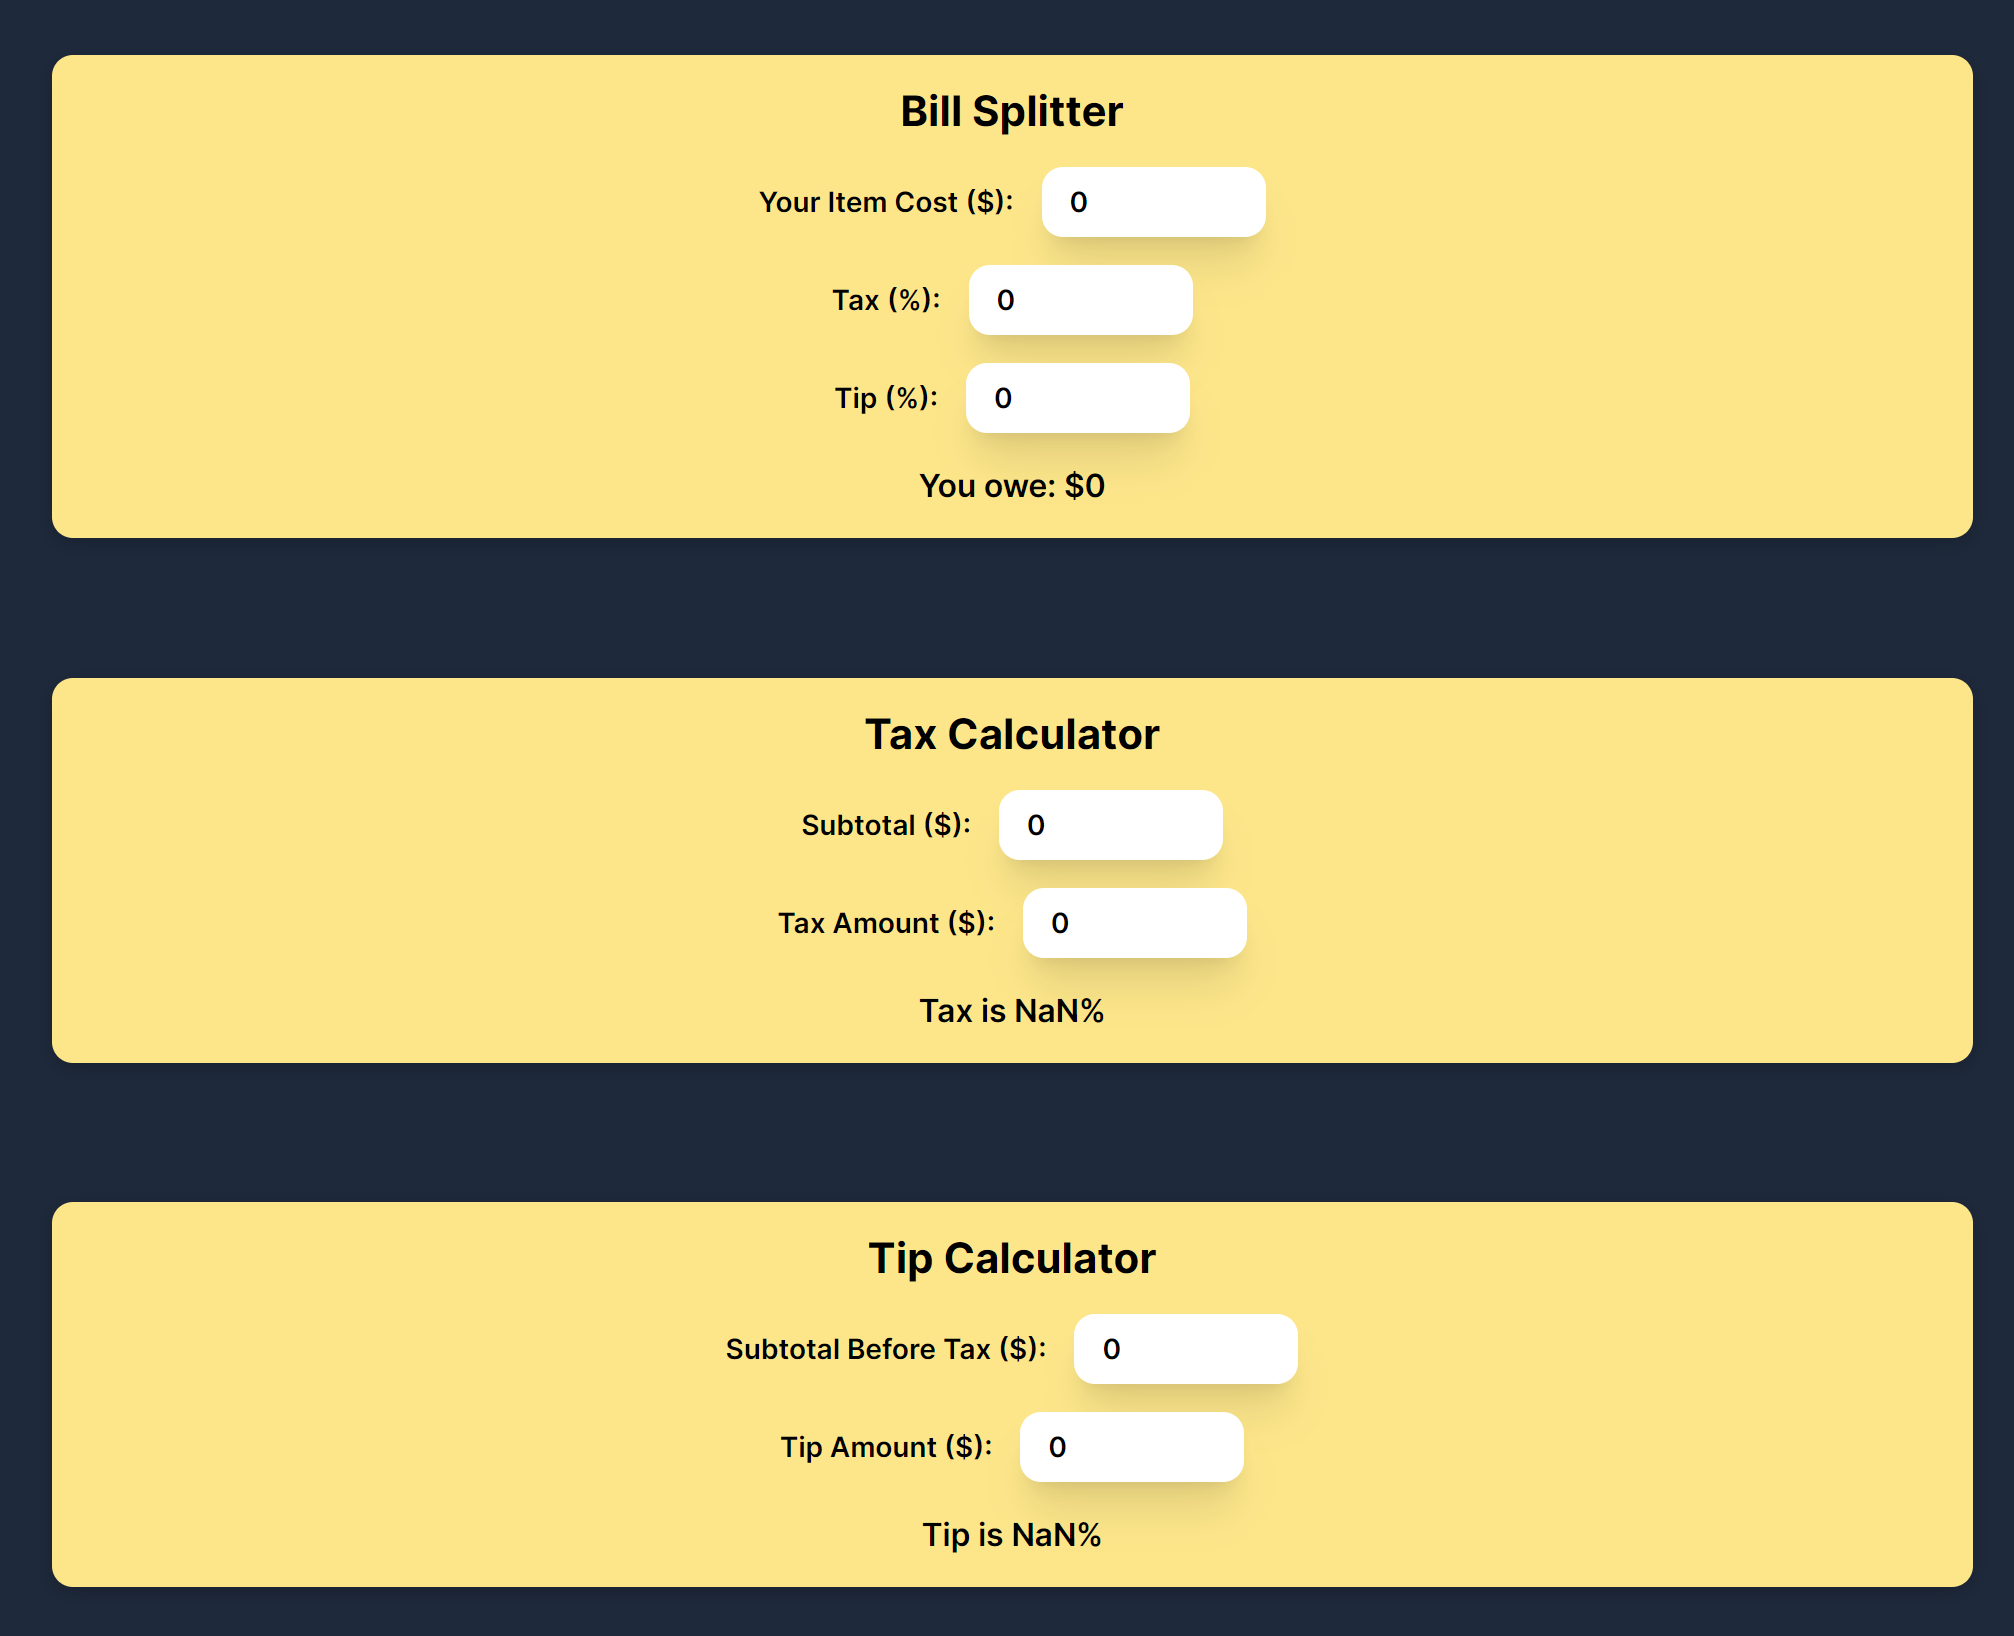 Bill Splitter
Your Item Cost ($): 0
Tax (%): 0
Tip (%): 0
You owe: $0
Tax Calculator
Subtotal ($): 0
Tax Amount ($): 0
Tax is NaN%
Tip Calculator
Subtotal Before Tax ($): 0
Tip Amount ($): 0
Tip is NaN%